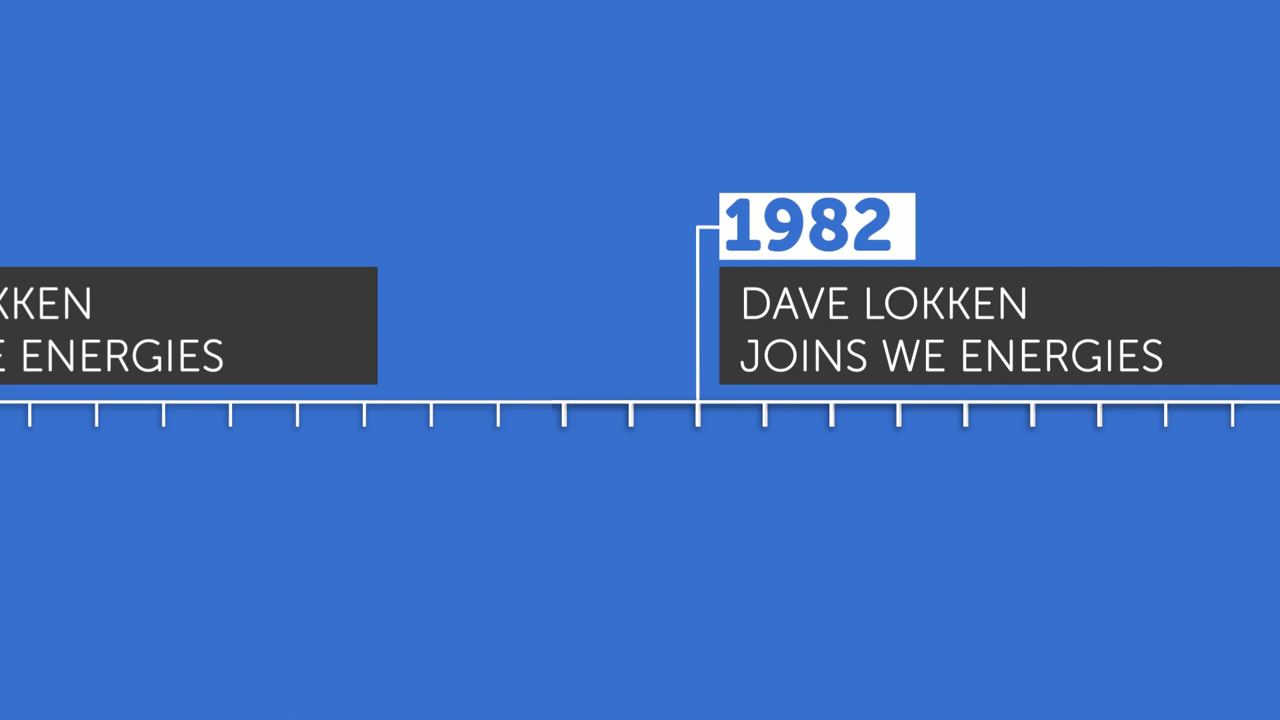 1982
KKEN
ENERGIES
DAVE LOKKEN
JOINS WE ENERGIES